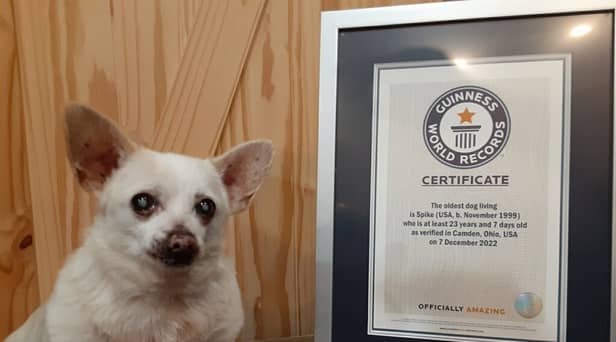 GUINNESS
WORLD RECORDS
CERTIFICATE
The oldest dog living
is Spike (USA, b. November 1999)
who is at least 23 years and 7 days old
as verified in Camden, Ohio, USA
on 7 December 2022
OFFICIALLY AMAZING